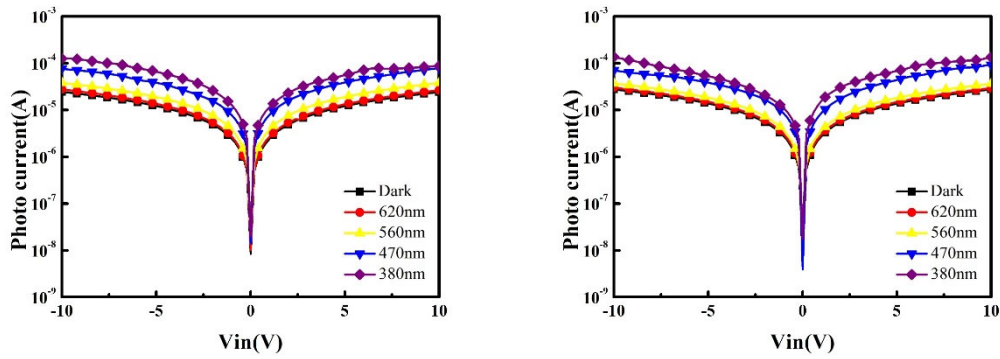 10⁻³
10⁻⁴
10⁻⁵
10⁻⁶
10⁻⁷
10⁻⁸
10⁻⁹
Photo current(A)
Dark
620nm
560nm
470nm
380nm
-10 -5 0 5 10
Vin(V)
10⁻³
10⁻⁴
10⁻⁵
10⁻⁶
10⁻⁷
10⁻⁸
10⁻⁹
Photo current(A)
Dark
620nm
560nm
470nm
380nm
-10 -5 0 5 10
Vin(V)